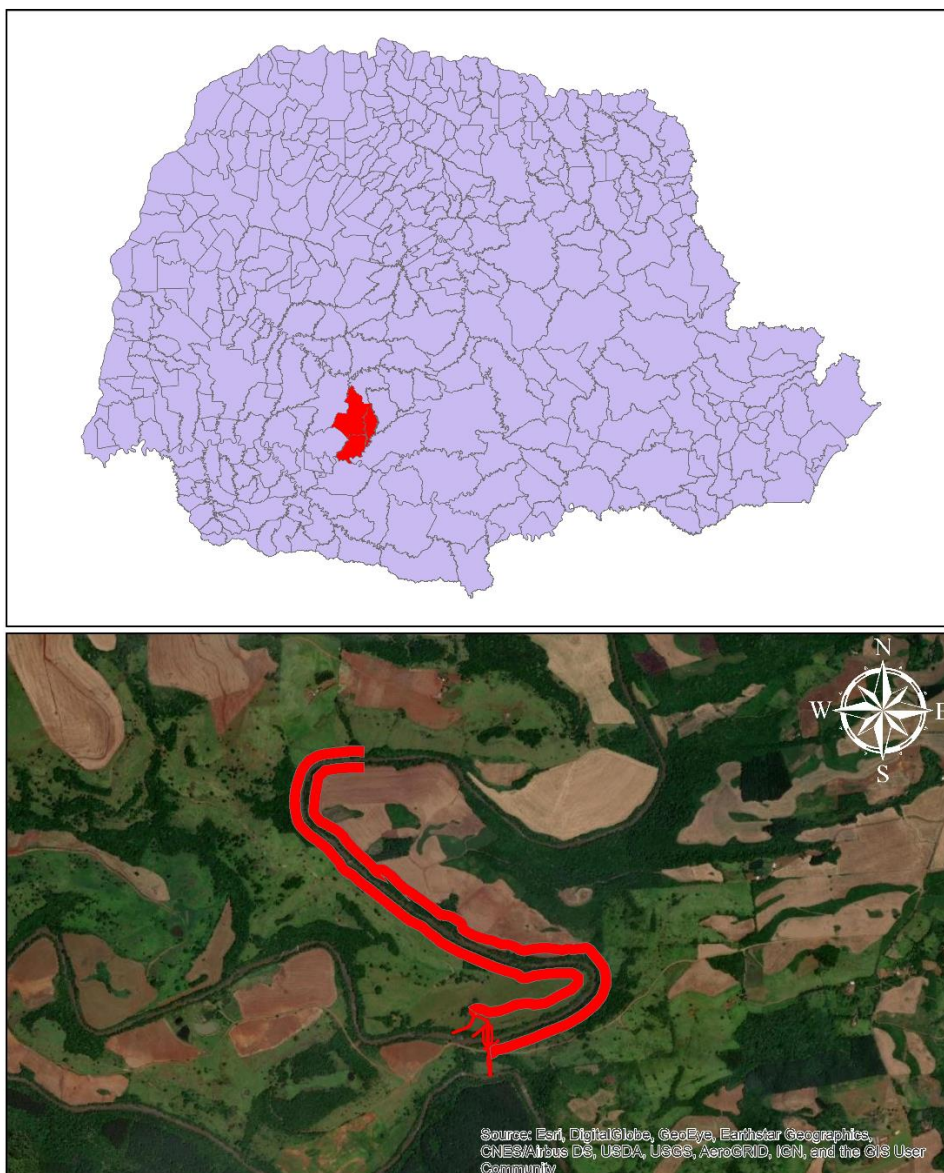 N
W E
S
Source: Esri, DigitalGlobe, GeoEye, Earthstar Geographics,
CNES/Airbus DS, USDA, USGS, AeroGRID, IGN, and the GIS User
Community